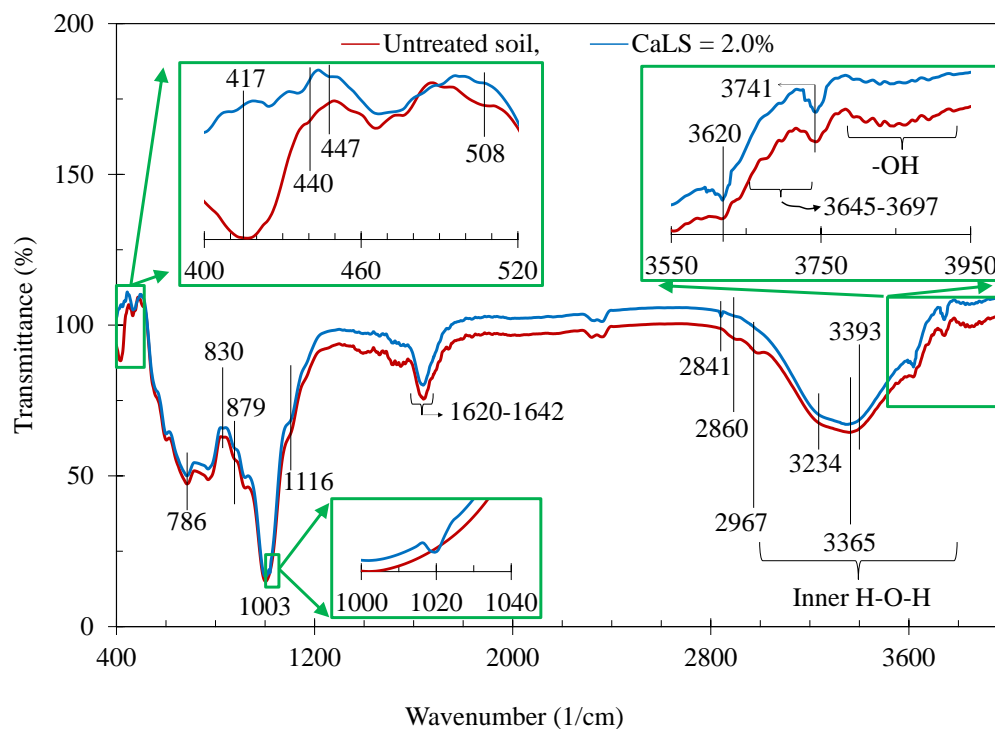 Untreated soil, CaLS = 2.0%
Transmittance (%)
200
150
100
50
0
417
440
447
508
400 460 520
3741
3620
-OH
3645-3697
3550 3750 3950
830
879
786
1116
1003
1620-1642
1000 1020 1040
2841
2860
2967
3234
3393
3365
Inner H-O-H
400 1200 2000 2800 3600
Wavenumber (1/cm)